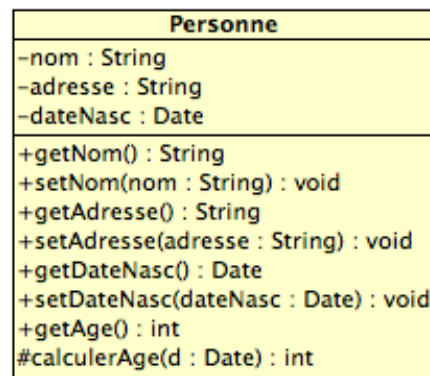 Personne
-nom : String
-adresse : String
-dateNasc : Date
+getNom() : String
+setNom(nom : String) : void
+getAdresse() : String
+setAdresse(adresse : String) : void
+getDateNasc() : Date
+setDateNasc(dateNasc : Date) : void
+getAge() : int
#calculerAge(d : Date) : int